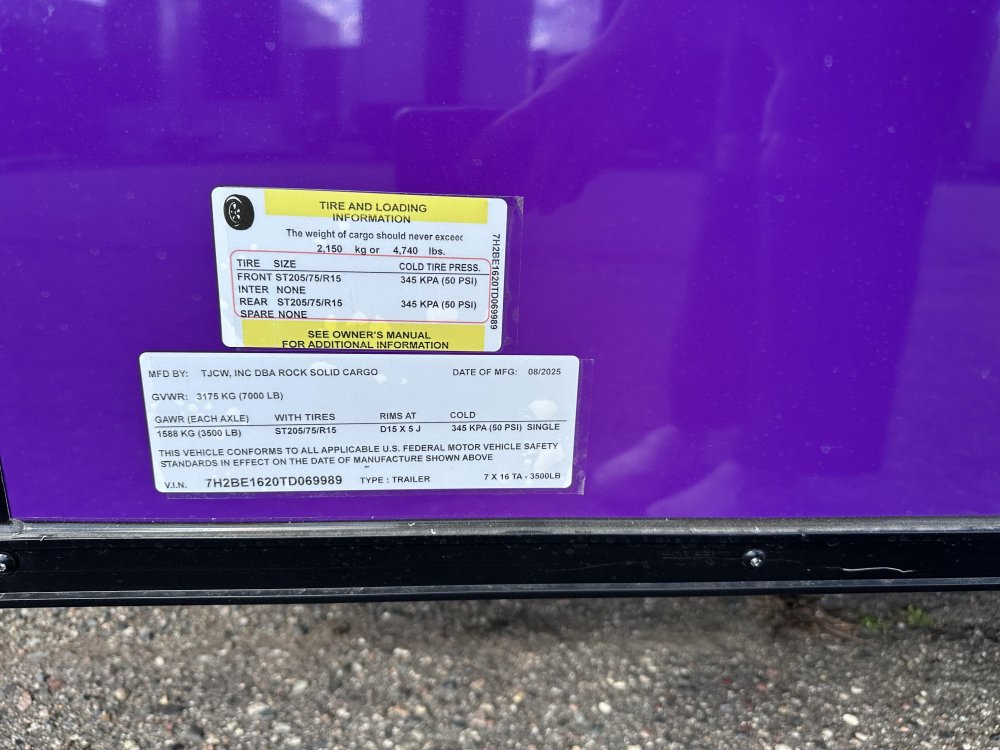 TIRE AND LOADING
INFORMATION
The weight of cargo should never exceed
2,150 kg or 4,740 lbs.
TIRE SIZE COLD TIRE PRESS.
FRONT ST205/75/R15 345 KPA (50 PSI)
INTER NONE
REAR ST205/75/R15 345 KPA (50 PSI)
SPARE NONE
SEE OWNER'S MANUAL
FOR ADDITIONAL INFORMATION
7H2BE1620TD069989
MFD BY: TJCW, INC DBA ROCK SOLID CARGO DATE OF MFG: 08/2025
GVWR: 3175 KG (7000 LB)
GAWR (EACH AXLE) WITH TIRES RIMS AT COLD
1588 KG (3500 LB) ST205/75/R15 D15 X 5 J 345 KPA (50 PSI) SINGLE
THIS VEHICLE CONFORMS TO ALL APPLICABLE U.S. FEDERAL MOTOR VEHICLE SAFETY
STANDARDS IN EFFECT ON THE DATE OF MANUFACTURE SHOWN ABOVE
V.I.N. 7H2BE1620TD069989 TYPE : TRAILER 7 X 16 TA - 3500LB